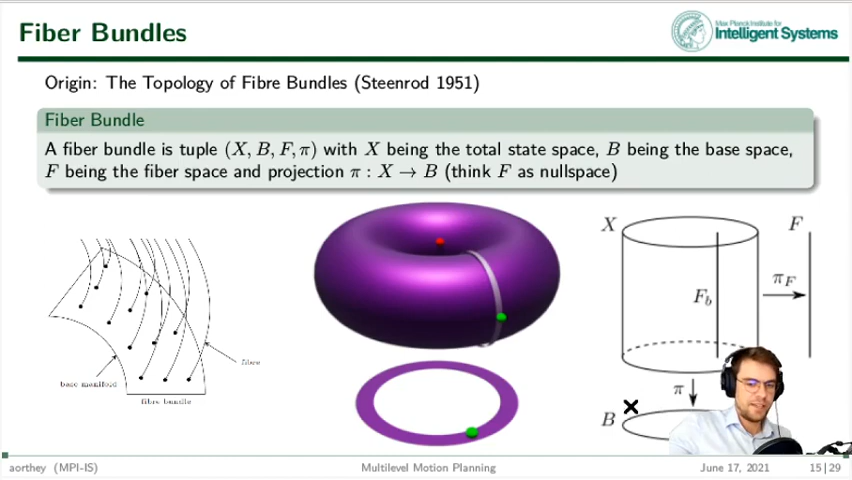 Fiber Bundles
Max Planck Institute for
Intelligent Systems
Origin: The Topology of Fibre Bundles (Steenrod 1951)
Fiber Bundle
A fiber bundle is tuple (X, B, F, π) with X being the total state space, B being the base space,
F being the fiber space and projection π : X → B (think F as nullspace)
base manifold
fibre
fibre bundle
X
F
F_b
π_F
π
B
aorthey (MPI-IS)
Multilevel Motion Planning
June 17, 2021
15|29